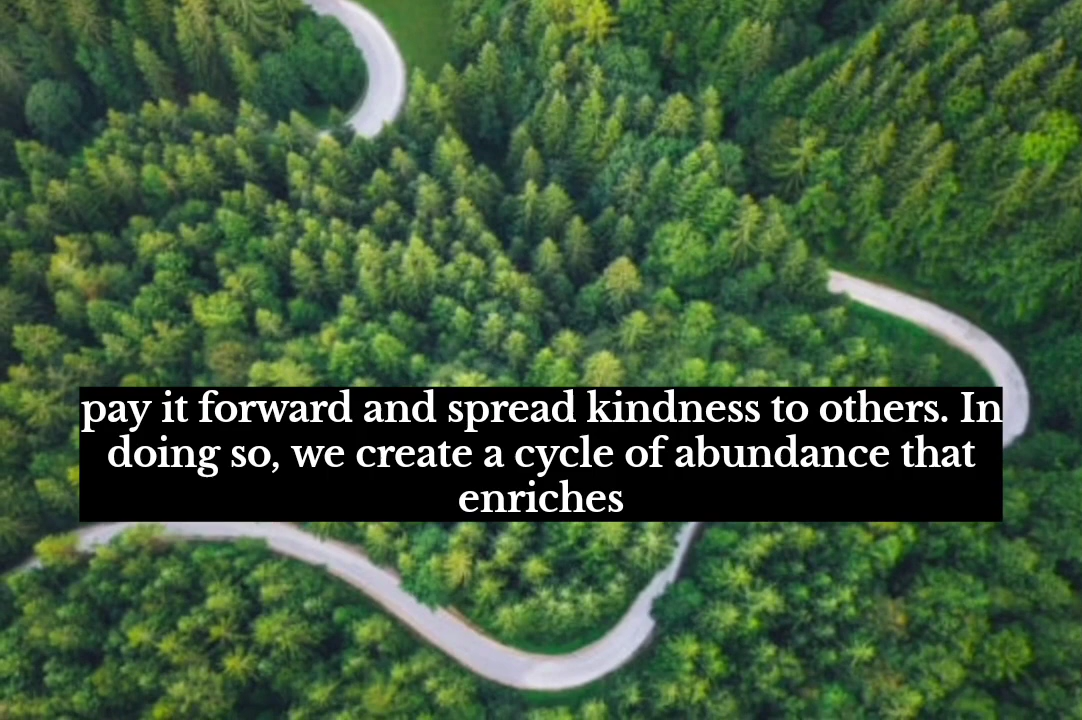 pay it forward and spread kindness to others. In
doing so, we create a cycle of abundance that
enriches